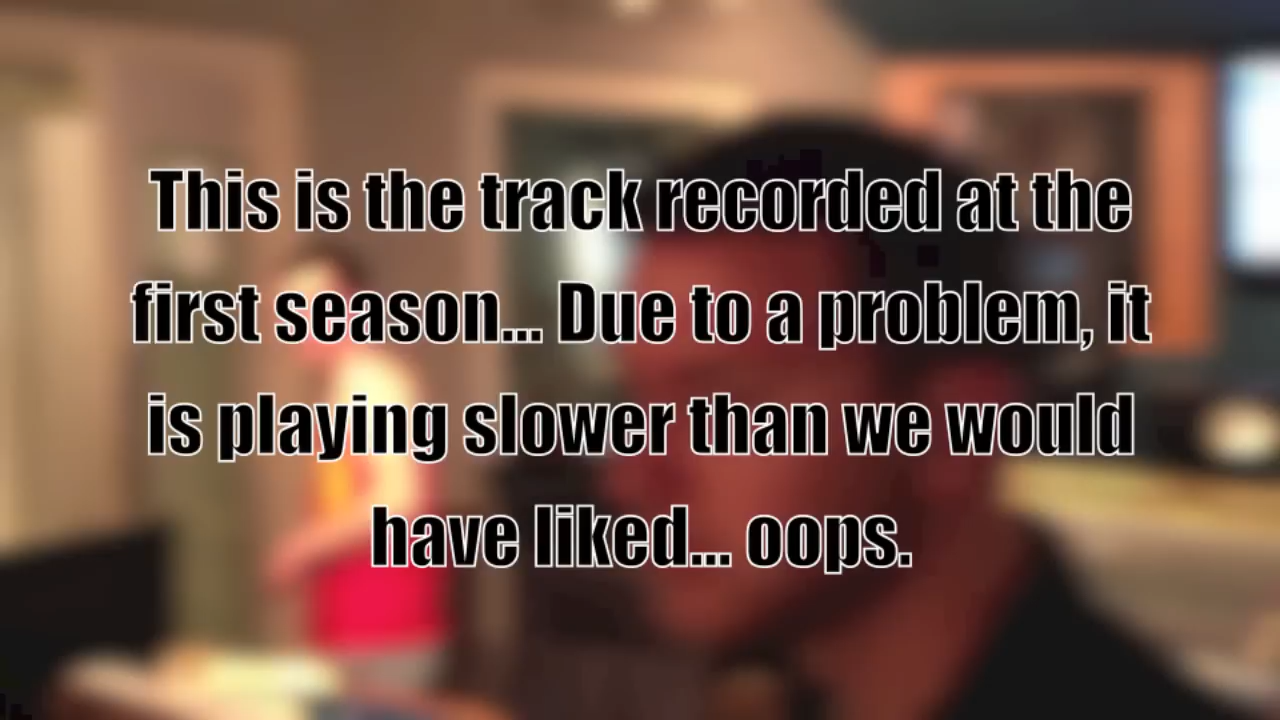 This is the track recorded at the
first season... Due to a problem, it
is playing slower than we would
have liked... oops.